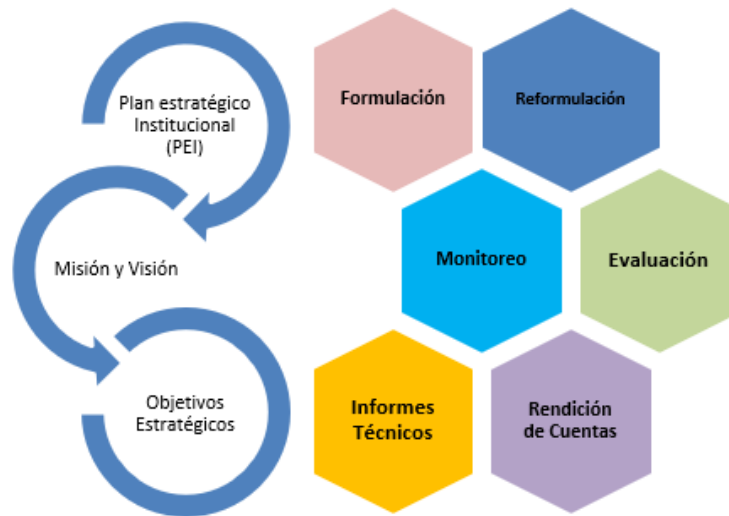 Plan estratégico
Institucional
(PEI)
Misión y Visión
Objetivos
Estratégicos
Formulación
Reformulación
Monitoreo
Evaluación
Informes
Técnicos
Rendición
de Cuentas